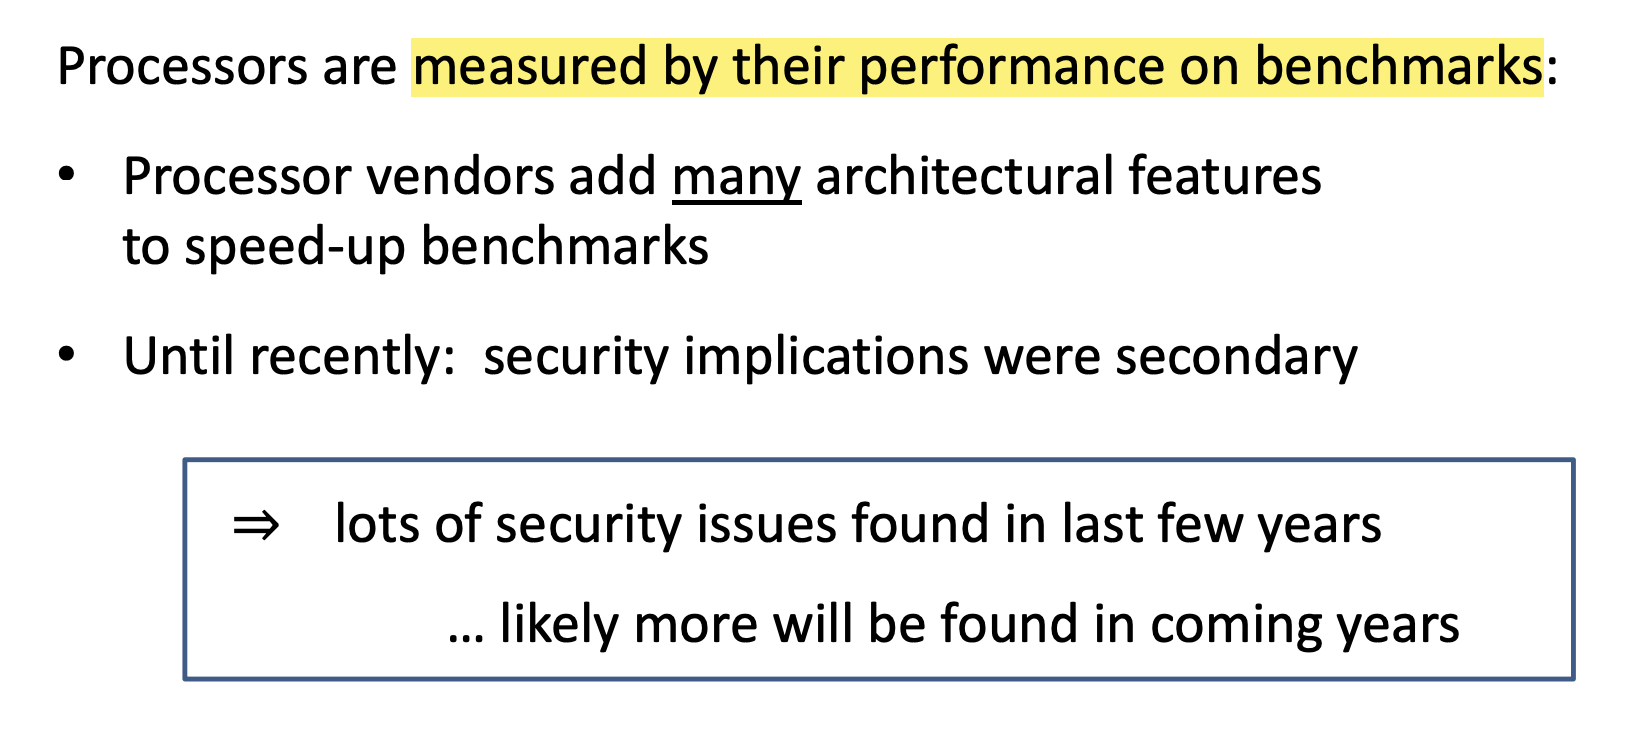 Processors are measured by their performance on benchmarks:
• Processor vendors add many architectural features
to speed-up benchmarks
• Until recently: security implications were secondary
⇒ lots of security issues found in last few years
... likely more will be found in coming years